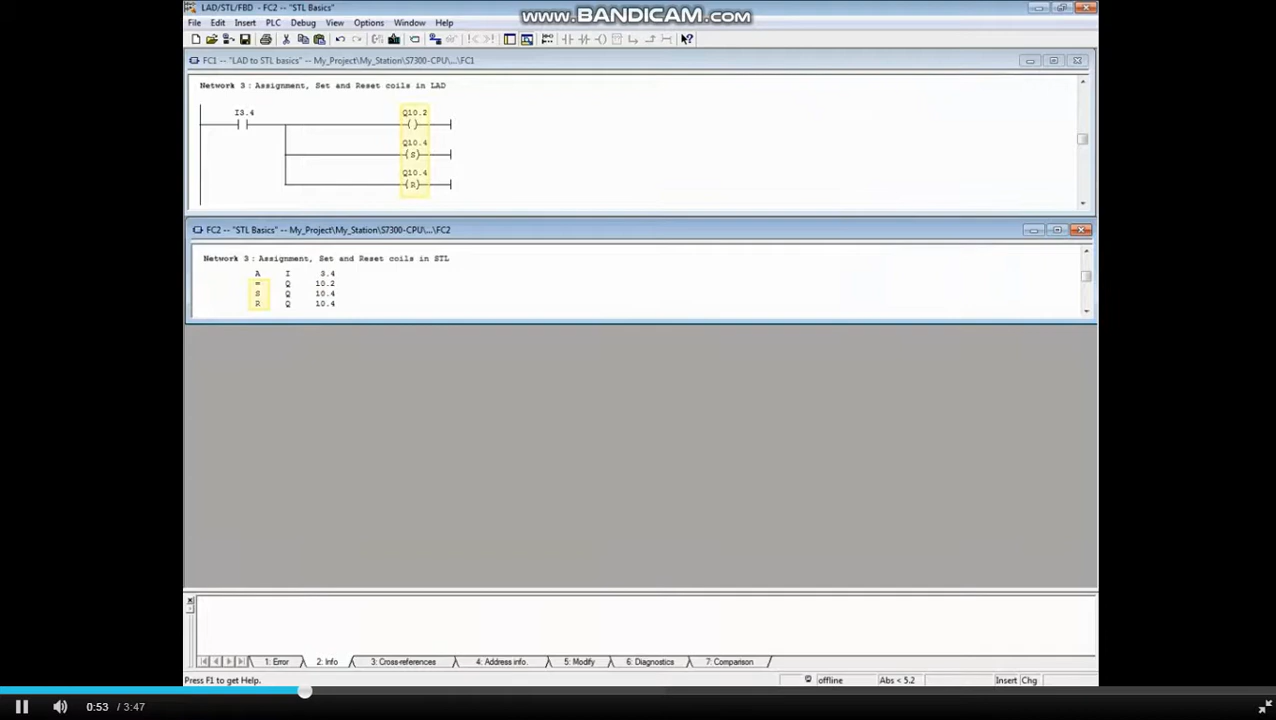 LAD/STL/FBD - FC2 -- "STL Basics"
www.BANDICAM.com
File Edit Insert PLC Debug View Options Window Help
FC1 -- "LAD to STL basics" -- My_Project\My_Station\S7300-CPU\...\FC1
Network 3: Assignment, Set and Reset coils in LAD
I3.4 Q10.2
( )
Q10.4
(S)
Q10.4
(R)
FC2 -- "STL Basics" -- My_Project\My_Station\S7300-CPU\...\FC2
Network 3: Assignment, Set and Reset coils in STL
A I 3.4
= Q 10.2
S Q 10.4
R Q 10.4
1: Error 2: Info 3: Cross-references 4: Address info. 5: Modify 6: Diagnostics 7: Comparison
Press F1 to get Help. offline Abs < 5.2 Insert Chg
0:53 / 3:47